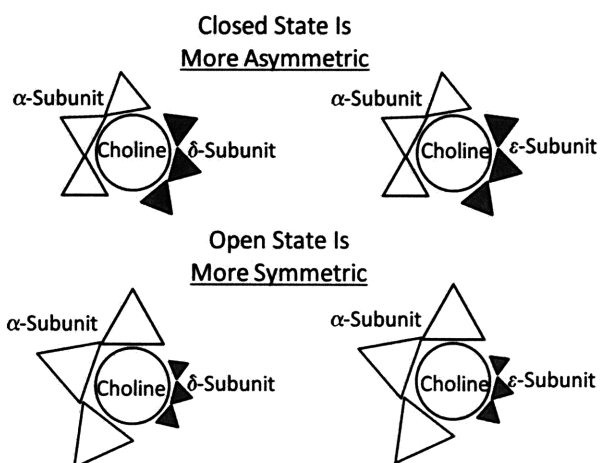 Closed State Is
More Asymmetric
α-Subunit
Choline
δ-Subunit
α-Subunit
Choline
ε-Subunit
Open State Is
More Symmetric
α-Subunit
Choline
δ-Subunit
α-Subunit
Choline
ε-Subunit